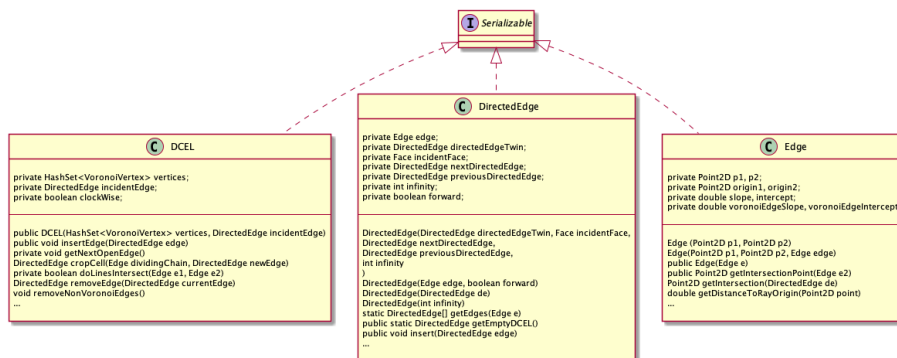 I Serializable
C DCEL
private HashSet<VoronoiVertex> vertices;
private DirectedEdge incidentEdge;
private boolean clockWise;
public DCEL(HashSet<VoronoiVertex> vertices, DirectedEdge incidentEdge)
public void insertEdge(DirectedEdge edge)
private void getNextOpenEdge()
DirectedEdge cropCell(Edge dividingChain, DirectedEdge newEdge)
private boolean doLinesIntersect(Edge e1, Edge e2)
DirectedEdge removeEdge(DirectedEdge currentEdge)
void removeNonVoronoiEdges()
...
C DirectedEdge
private Edge edge;
private DirectedEdge directedEdgeTwin;
private Face incidentFace;
private DirectedEdge nextDirectedEdge;
private DirectedEdge previousDirectedEdge;
private int infinity;
private boolean forward;
DirectedEdge(DirectedEdge directedEdgeTwin, Face incidentFace,
DirectedEdge nextDirectedEdge,
DirectedEdge previousDirectedEdge,
int infinity
)
DirectedEdge(Edge edge, boolean forward)
DirectedEdge(DirectedEdge de)
DirectedEdge(int infinity)
static DirectedEdge[] getEdges(Edge e)
public static DirectedEdge getEmptyDCEL()
public void insert(DirectedEdge edge)
...
C Edge
private Point2D p1, p2;
private Point2D origin1, origin2;
private double slope, intercept;
private double voronoiEdgeSlope, voronoiEdgeIntercept
Edge (Point2D p1, Point2D p2)
Edge(Point2D p1, Point2D p2, Edge edge)
public Edge(Edge e)
public Point2D getIntersectionPoint(Edge e2)
Point2D getIntersection(DirectedEdge de)
double getDistanceToRayOrigin(Point2D point)
...